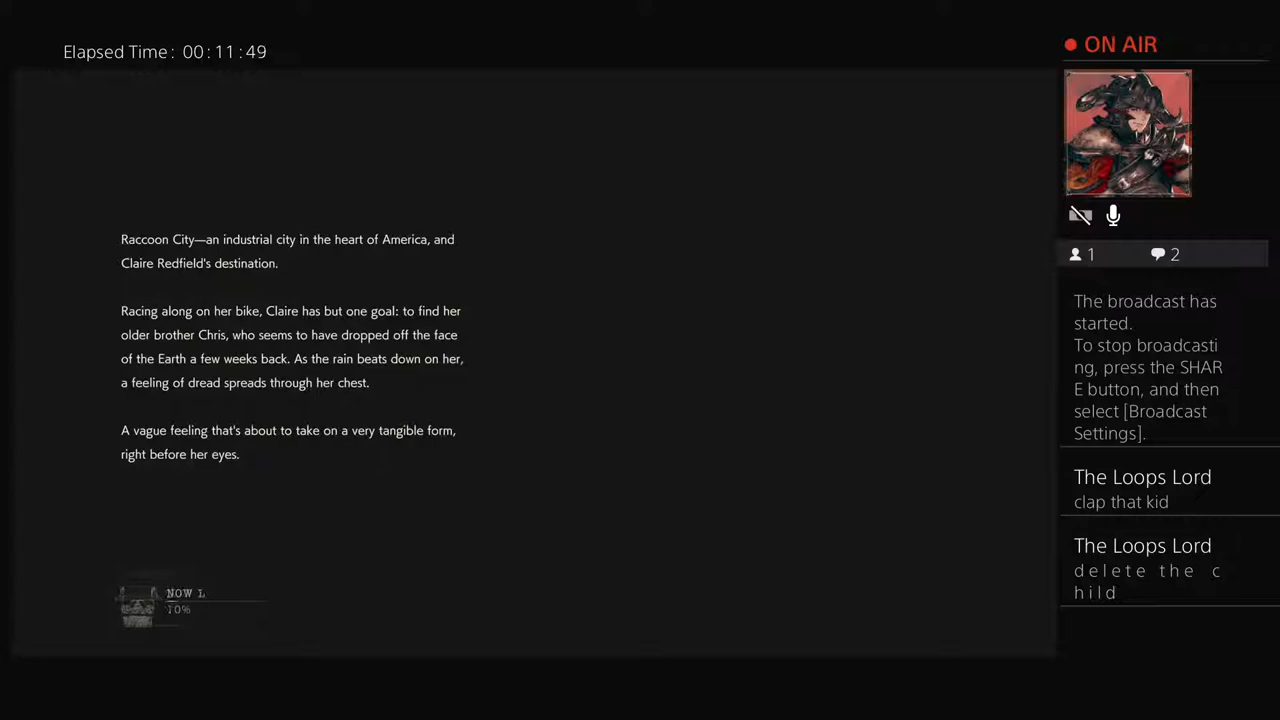 Elapsed Time: 00:11:49
ON AIR
Raccoon City—an industrial city in the heart of America, and
Claire Redfield's destination.
Racing along on her bike, Claire has but one goal: to find her
older brother Chris, who seems to have dropped off the face
of the Earth a few weeks back. As the rain beats down on her,
a feeling of dread spreads through her chest.
A vague feeling that's about to take on a very tangible form,
right before her eyes.
NOW L
10%
1
2
The broadcast has
started.
To stop broadcasti
ng, press the SHAR
E button, and then
select [Broadcast
Settings].
The Loops Lord
clap that kid
The Loops Lord
delete the c
hild